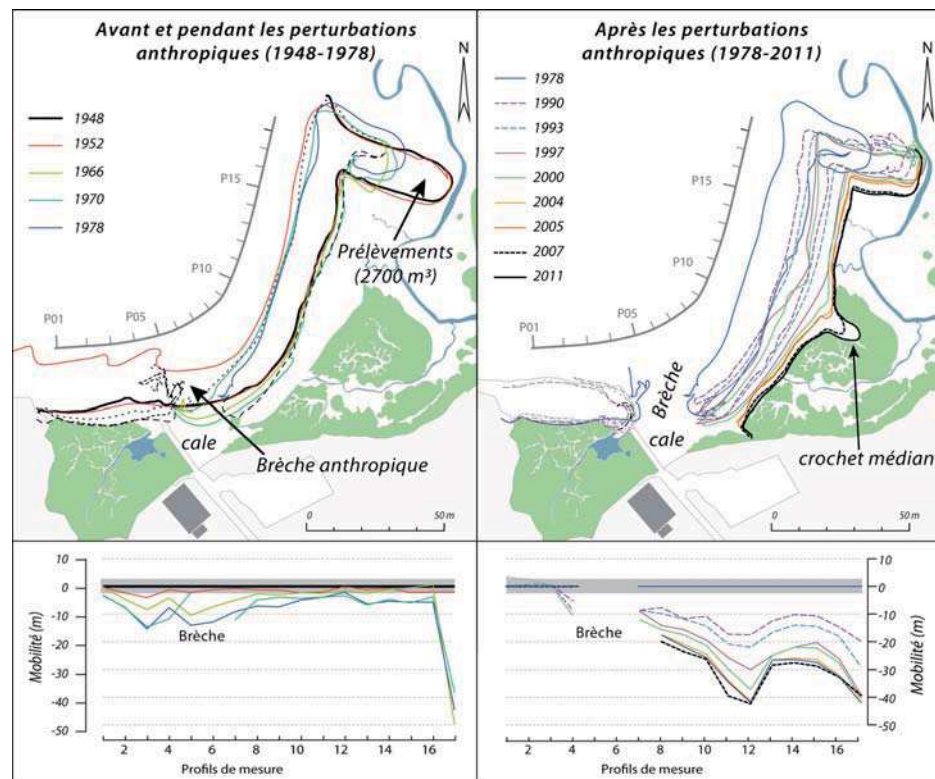 Avant et pendant les perturbations
anthropiques (1948-1978)
N
1948
1952
1966
1970
1978
P15
P10
P05
P01
Prélèvements
(2700 m³)
cale
Brèche anthropique
0 50 m
Après les perturbations
anthropiques (1978-2011)
N
1978
1990
1993
1997
2000
2004
2005
2007
2011
P15
P10
P05
P01
Brèche
cale
crochet médian
0 50 m
Mobilité (m)
10
0
-10
-20
-30
-40
-50
Brèche
2 4 6 8 10 12 14 16
Profils de mesure
Brèche
2 4 6 8 10 12 14 16
Profils de mesure
10
0
-10
-20
-30
-40
-50
Mobilité (m)